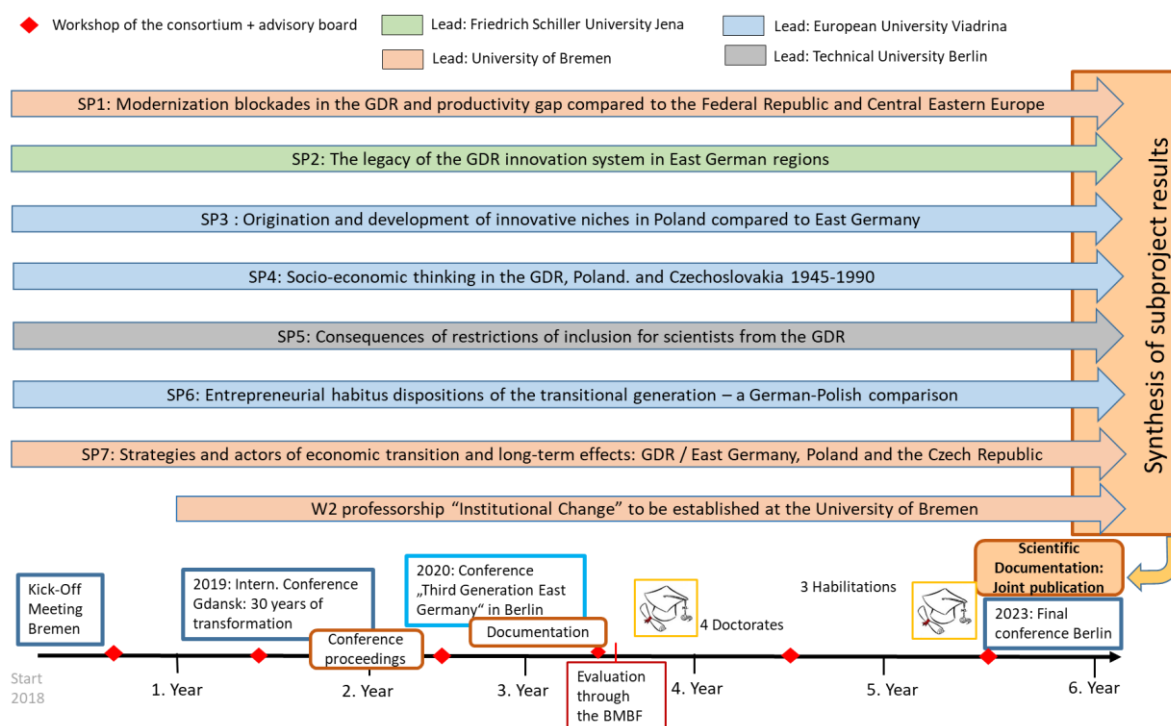 Workshop of the consortium + advisory board
Lead: Friedrich Schiller University Jena
Lead: European University Viadrina
Lead: University of Bremen
Lead: Technical University Berlin
SP1: Modernization blockades in the GDR and productivity gap compared to the Federal Republic and Central Eastern Europe
SP2: The legacy of the GDR innovation system in East German regions
SP3 : Origination and development of innovative niches in Poland compared to East Germany
SP4: Socio-economic thinking in the GDR, Poland. and Czechoslovakia 1945-1990
SP5: Consequences of restrictions of inclusion for scientists from the GDR
SP6: Entrepreneurial habitus dispositions of the transitional generation – a German-Polish comparison
SP7: Strategies and actors of economic transition and long-term effects: GDR / East Germany, Poland and the Czech Republic
W2 professorship “Institutional Change” to be established at the University of Bremen
Synthesis of subproject results
Kick-Off
Meeting
Bremen
2019: Intern. Conference
Gdansk: 30 years of
transformation
Conference
proceedings
2020: Conference
„Third Generation East
Germany“ in Berlin
Documentation
4 Doctorates
3 Habilitations
Scientific
Documentation:
Joint publication
2023: Final
conference Berlin
Start
2018
1. Year
2. Year
3. Year
Evaluation
through
the BMBF
4. Year
5. Year
6. Year